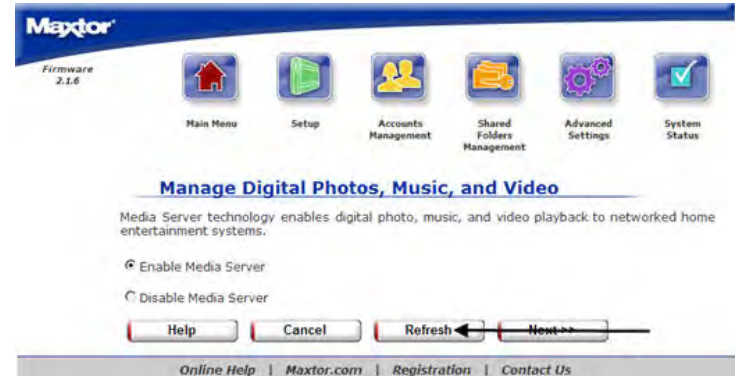 Maxtor
Firmware
2.1.6
Main Menu
Setup
Accounts
Management
Shared
Folders
Management
Advanced
Settings
System
Status
Manage Digital Photos, Music, and Video
Media Server technology enables digital photo, music, and video playback to networked home
entertainment systems.
Enable Media Server
Disable Media Server
Help
Cancel
Refresh
Next>>
Online Help | Maxtor.com | Registration | Contact Us